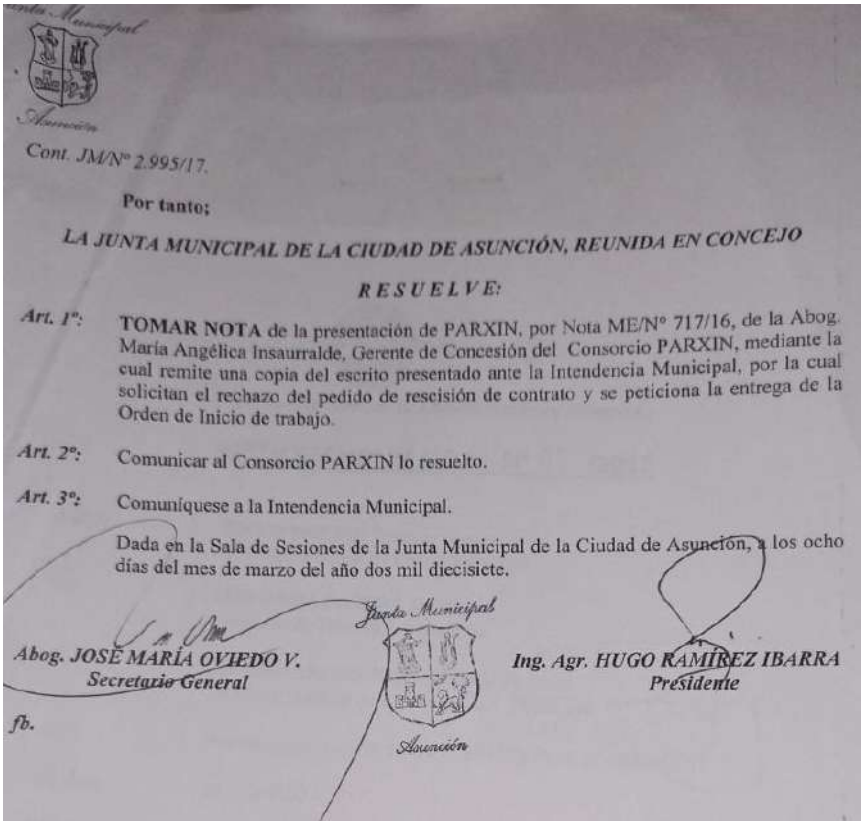 Junta Municipal
Asunción
Cont. JM/Nº 2.995/17.
Por tanto;
LA JUNTA MUNICIPAL DE LA CIUDAD DE ASUNCIÓN, REUNIDA EN CONCEJO
RESUELVE:
Art. 1º: TOMAR NOTA de la presentación de PARXIN, por Nota ME/Nº 717/16, de la Abog.
María Angélica Insaurralde, Gerente de Concesión del Consorcio PARXIN, mediante la
cual remite una copia del escrito presentado ante la Intendencia Municipal, por la cual
solicitan el rechazo del pedido de rescisión de contrato y se peticiona la entrega de la
Orden de Inicio de trabajo.
Art. 2º: Comunicar al Consorcio PARXIN lo resuelto.
Art. 3º: Comuníquese a la Intendencia Municipal.
Dada en la Sala de Sesiones de la Junta Municipal de la Ciudad de Asunción, a los ocho
días del mes de marzo del año dos mil diecisiete.
Junta Municipal
Asunción
Abog. JOSÉ MARÍA OVIEDO V.
Secretario General
Ing. Agr. HUGO RAMÍREZ IBARRA
Presidente
fb.